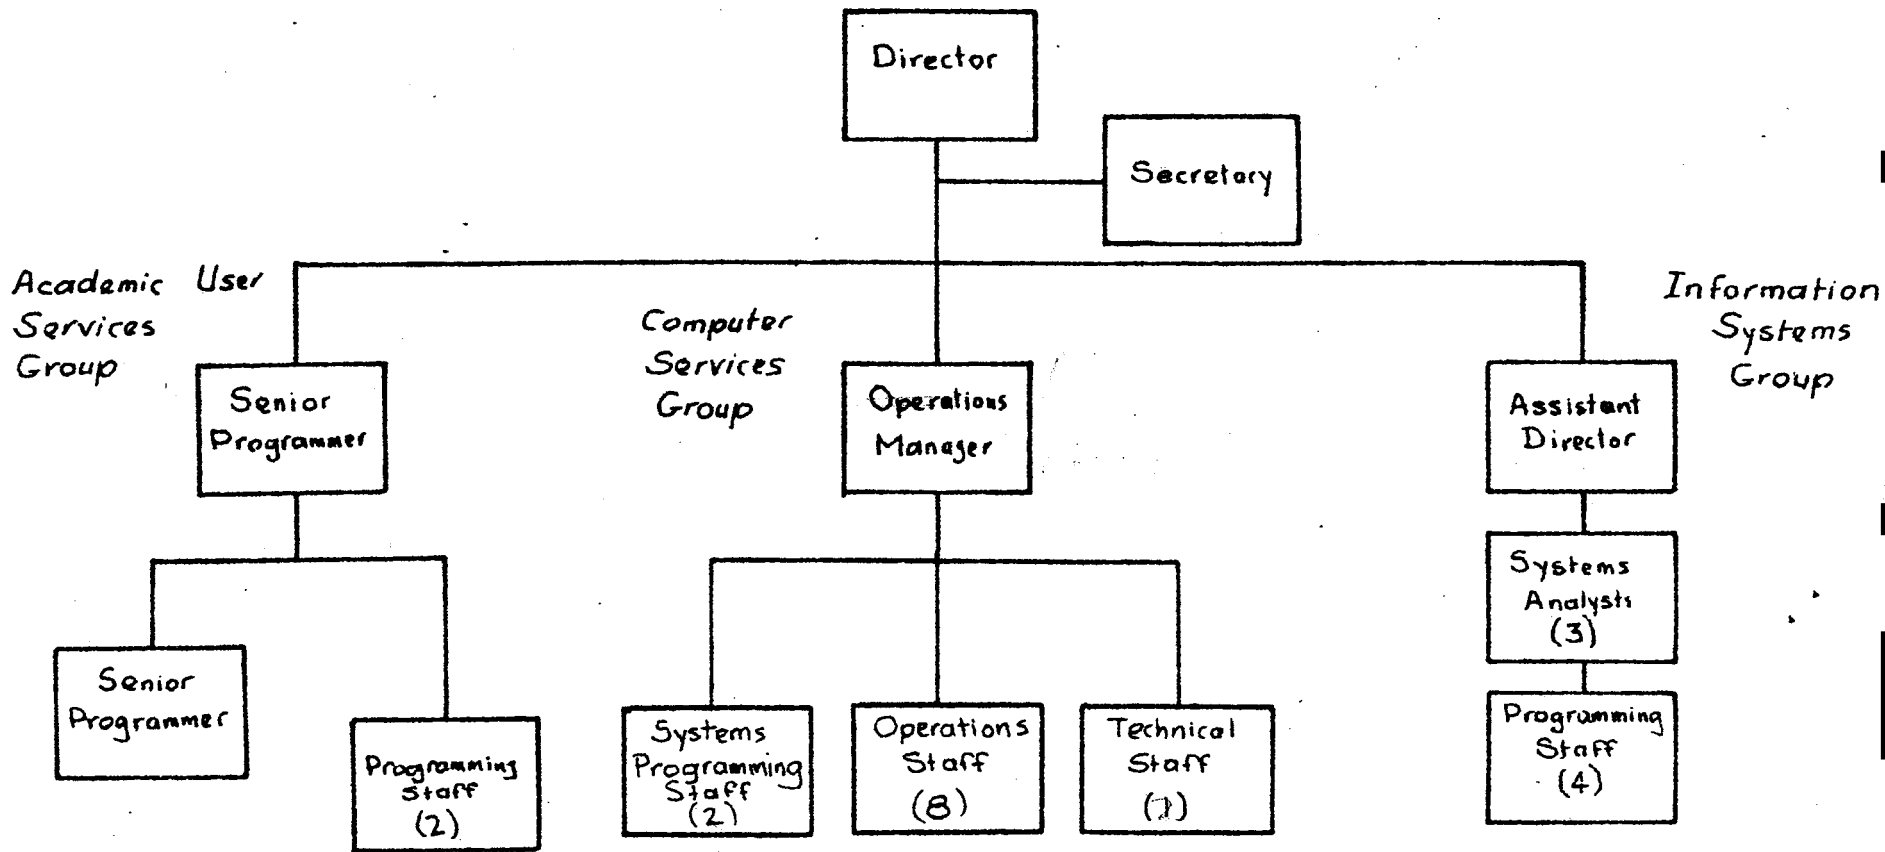 Director
Secretary
Academic User
Services
Group
Computer
Services
Group
Information
Systems
Group
Senior
Programmer
Operations
Manager
Assistant
Director
Systems
Analysts
(3)
Senior
Programmer
Programming
Staff
(2)
Systems
Programming
Staff
(2)
Operations
Staff
(8)
Technical
Staff
Programming
Staff
(4)